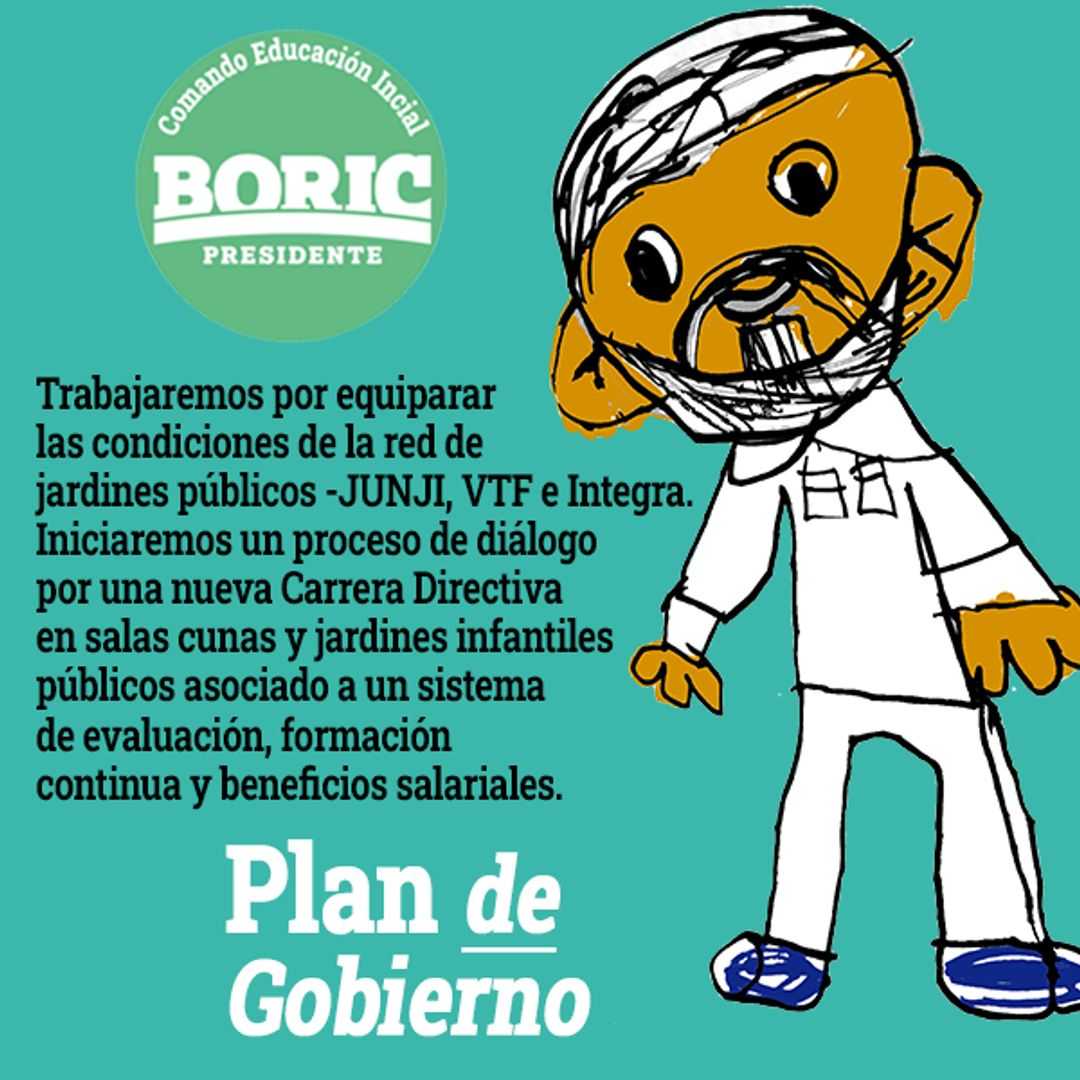 Comando Educación Incial
BORIC
PRESIDENTE
Trabajaremos por equiparar
las condiciones de la red de
jardines públicos -JUNJI, VTF e Integra.
Iniciaremos un proceso de diálogo
por una nueva Carrera Directiva
en salas cunas y jardines infantiles
públicos asociado a un sistema
de evaluación, formación
continua y beneficios salariales.
Plan de
Gobierno